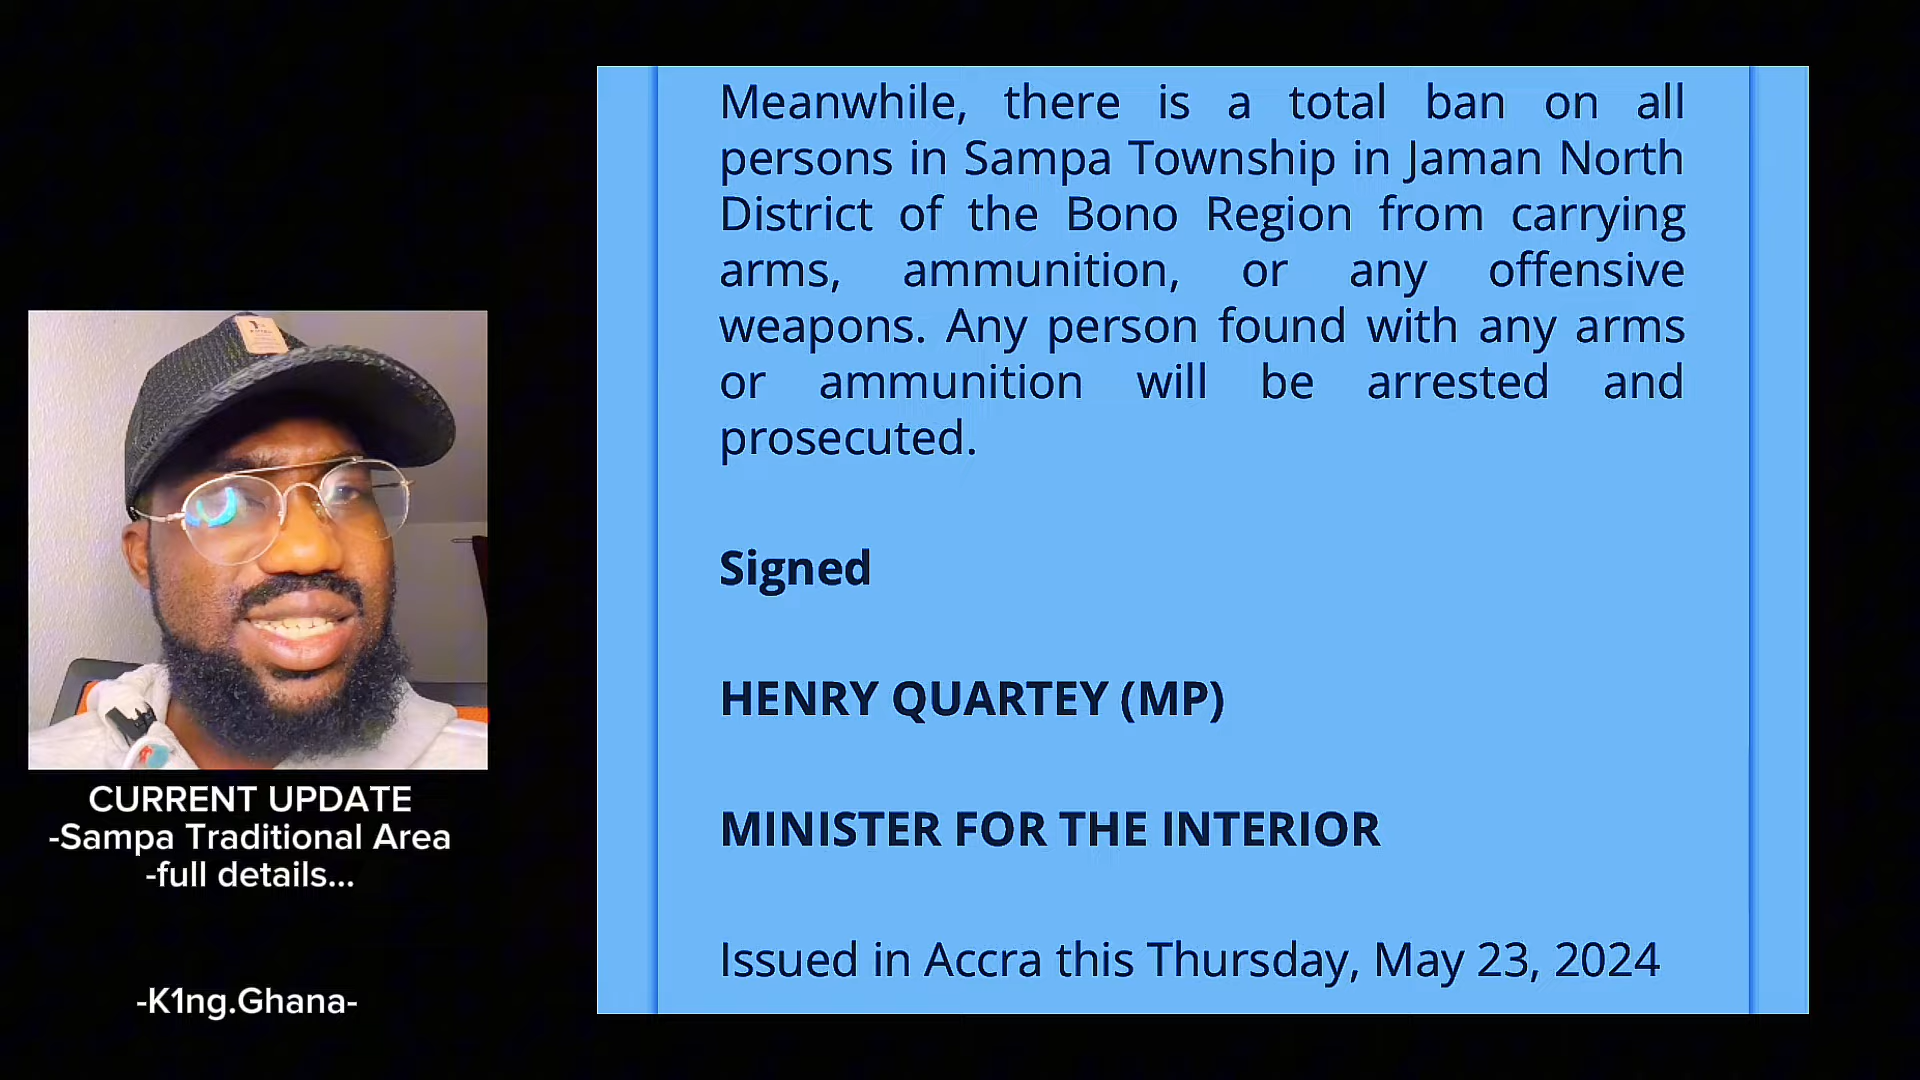 Meanwhile, there is a total ban on all
persons in Sampa Township in Jaman North
District of the Bono Region from carrying
arms, ammunition, or any offensive
weapons. Any person found with any arms
or ammunition will be arrested and
prosecuted.
Signed
HENRY QUARTEY (MP)
MINISTER FOR THE INTERIOR
Issued in Accra this Thursday, May 23, 2024
CURRENT UPDATE
-Sampa Traditional Area
-full details...
-K1ng.Ghana-